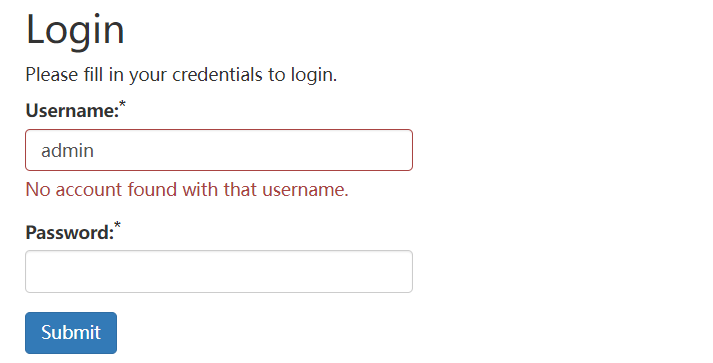 Login
Please fill in your credentials to login.
Username:*
admin
No account found with that username.
Password:*
Submit